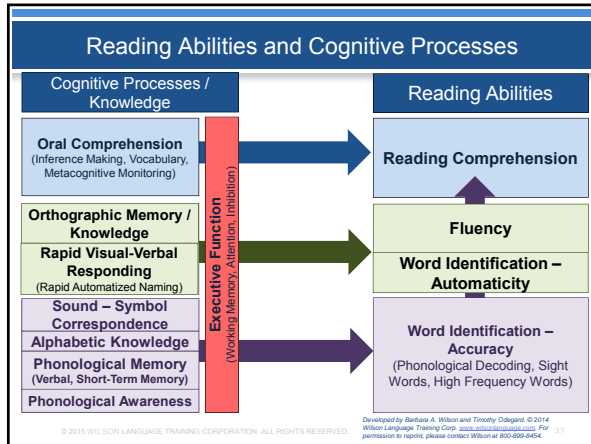 Reading Abilities and Cognitive Processes
Cognitive Processes /
Knowledge
Reading Abilities
Oral Comprehension
(Inference Making, Vocabulary,
Metacognitive Monitoring)
Orthographic Memory /
Knowledge
Rapid Visual-Verbal
Responding
(Rapid Automatized Naming)
Sound – Symbol
Correspondence
Alphabetic Knowledge
Phonological Memory
(Verbal, Short-Term Memory)
Phonological Awareness
Executive Function
(Working Memory, Attention, Inhibition)
Reading Comprehension
Fluency
Word Identification –
Automaticity
Word Identification –
Accuracy
(Phonological Decoding, Sight
Words, High Frequency Words)
© 2015 WILSON LANGUAGE TRAINING CORPORATION. ALL RIGHTS RESERVED.
Developed by Barbara A. Wilson and Timothy Odegard. © 2014
Wilson Language Training Corp. www.wilsonlanguage.com. For
permission to reprint, please contact Wilson at 800-899-8454.
37